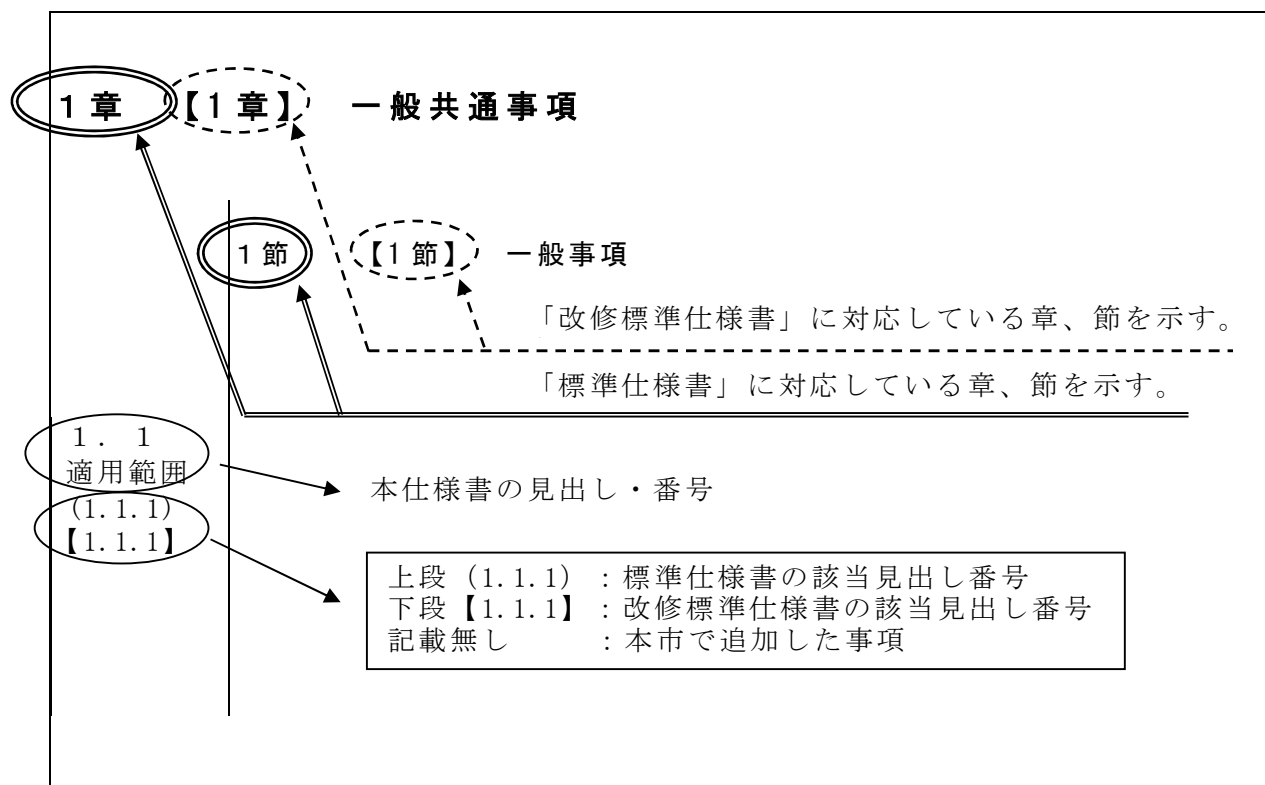 1章 【1章】 一般共通事項
1節 【1節】 一般事項
「改修標準仕様書」に対応している章、節を示す。
「標準仕様書」に対応している章、節を示す。
1. 1
適用範囲
(1.1.1)
【1.1.1】
本仕様書の見出し・番号
上段(1.1.1):標準仕様書の該当見出し番号
下段【1.1.1】:改修標準仕様書の該当見出し番号
記載無し :本市で追加した事項